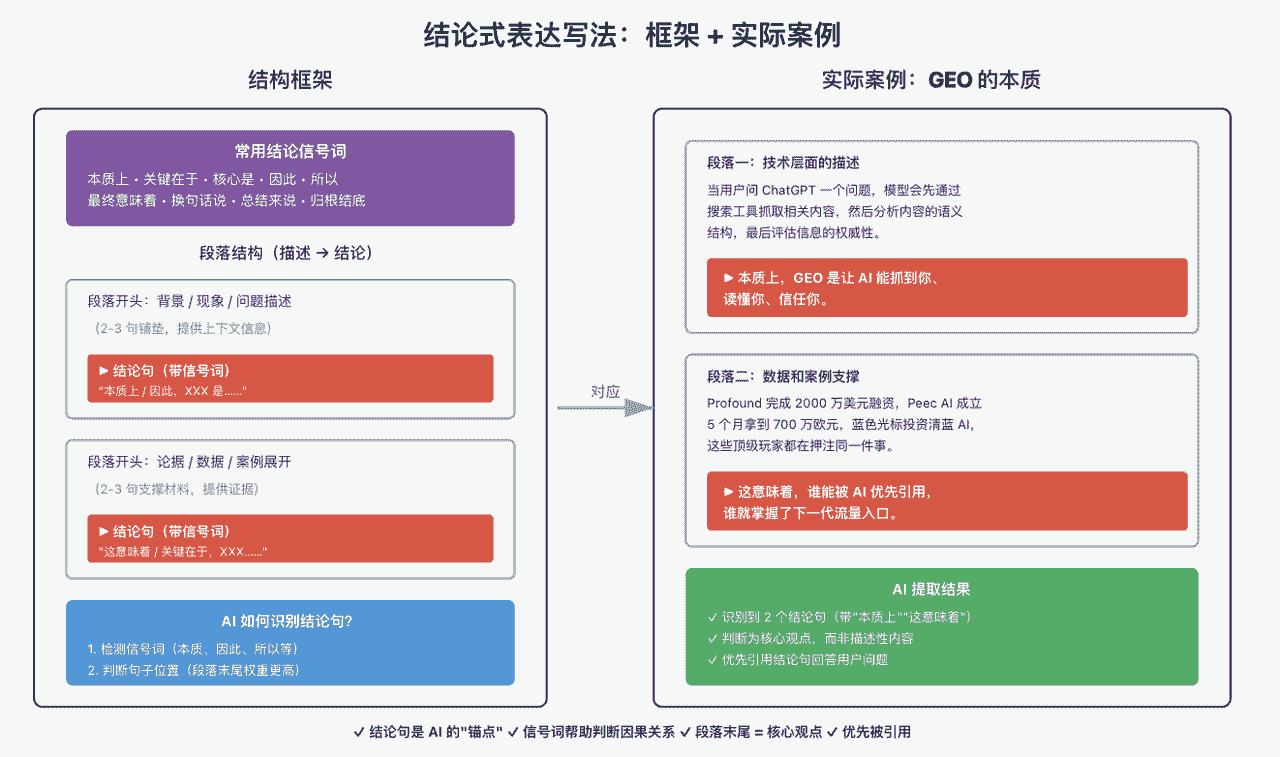 结论式表达写法：框架 + 实际案例
结构框架
常用结论信号词
本质上 · 关键在于 · 核心是 · 因此 · 所以
最终意味着 · 换句话说 · 总结来说 · 归根结底
段落结构（描述 → 结论）
段落开头：背景 / 现象 / 问题描述
（2-3 句铺垫，提供上下文信息）
▶ 结论句（带信号词）
"本质上 / 因此，XXX 是……"
段落开头：论据 / 数据 / 案例展开
（2-3 句支撑材料，提供证据）
▶ 结论句（带信号词）
"这意味着 / 关键在于，XXX……"
AI 如何识别结论句？
1. 检测信号词（本质、因此、所以等）
2. 判断句子位置（段落末尾权重更高）
对应
实际案例：GEO 的本质
段落一：技术层面的描述
当用户问 ChatGPT 一个问题，模型会先通过
搜索工具抓取相关内容，然后分析内容的语义
结构，最后评估信息的权威性。
▶ 本质上，GEO 是让 AI 能抓到你、
读懂你、信任你。
段落二：数据和案例支撑
Profound 完成 2000 万美元融资，Peec AI 成立
5 个月拿到 700 万欧元，蓝色光标投资清蓝 AI，
这些顶级玩家都在押注同一件事。
▶ 这意味着，谁能被 AI 优先引用，
谁就掌握了下一代流量入口。
AI 提取结果
✓ 识别到 2 个结论句（带"本质上""这意味着"）
✓ 判断为核心观点，而非描述性内容
✓ 优先引用结论句回答用户问题
✓ 结论句是 AI 的"锚点" ✓ 信号词帮助判断因果关系 ✓ 段落末尾 = 核心观点 ✓ 优先被引用